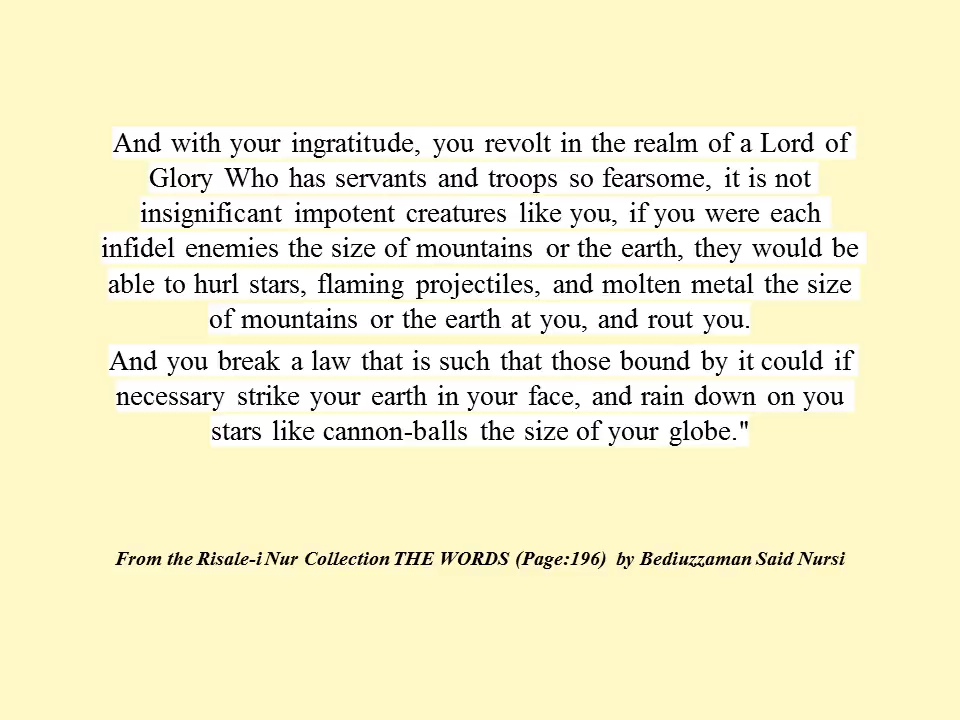 And with your ingratitude, you revolt in the realm of a Lord of
Glory Who has servants and troops so fearsome, it is not
insignificant impotent creatures like you, if you were each
infidel enemies the size of mountains or the earth, they would be
able to hurl stars, flaming projectiles, and molten metal the size
of mountains or the earth at you, and rout you.
And you break a law that is such that those bound by it could if
necessary strike your earth in your face, and rain down on you
stars like cannon-balls the size of your globe."
From the Risale-i Nur Collection THE WORDS (Page:196) by Bediuzzaman Said Nursi